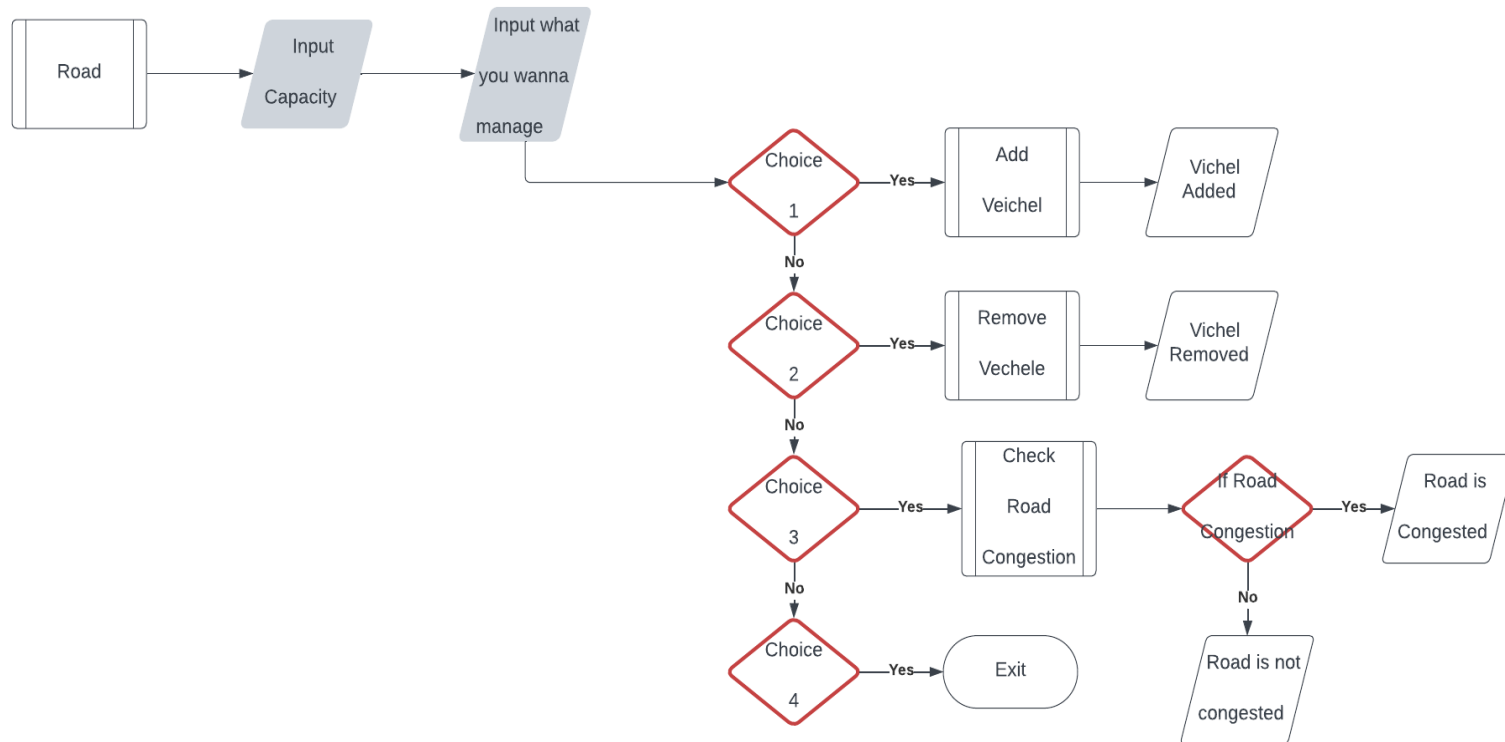 Road
Input
Capacity
Input what
you wanna
manage
Choice
1
Yes
Add
Veichel
Vichel
Added
No
Choice
2
Yes
Remove
Vechele
Vichel
Removed
No
Choice
3
Yes
Check
Road
Congestion
If Road
Congestion
Yes
Road is
Congested
No
Road is not
congested
No
Choice
4
Yes
Exit